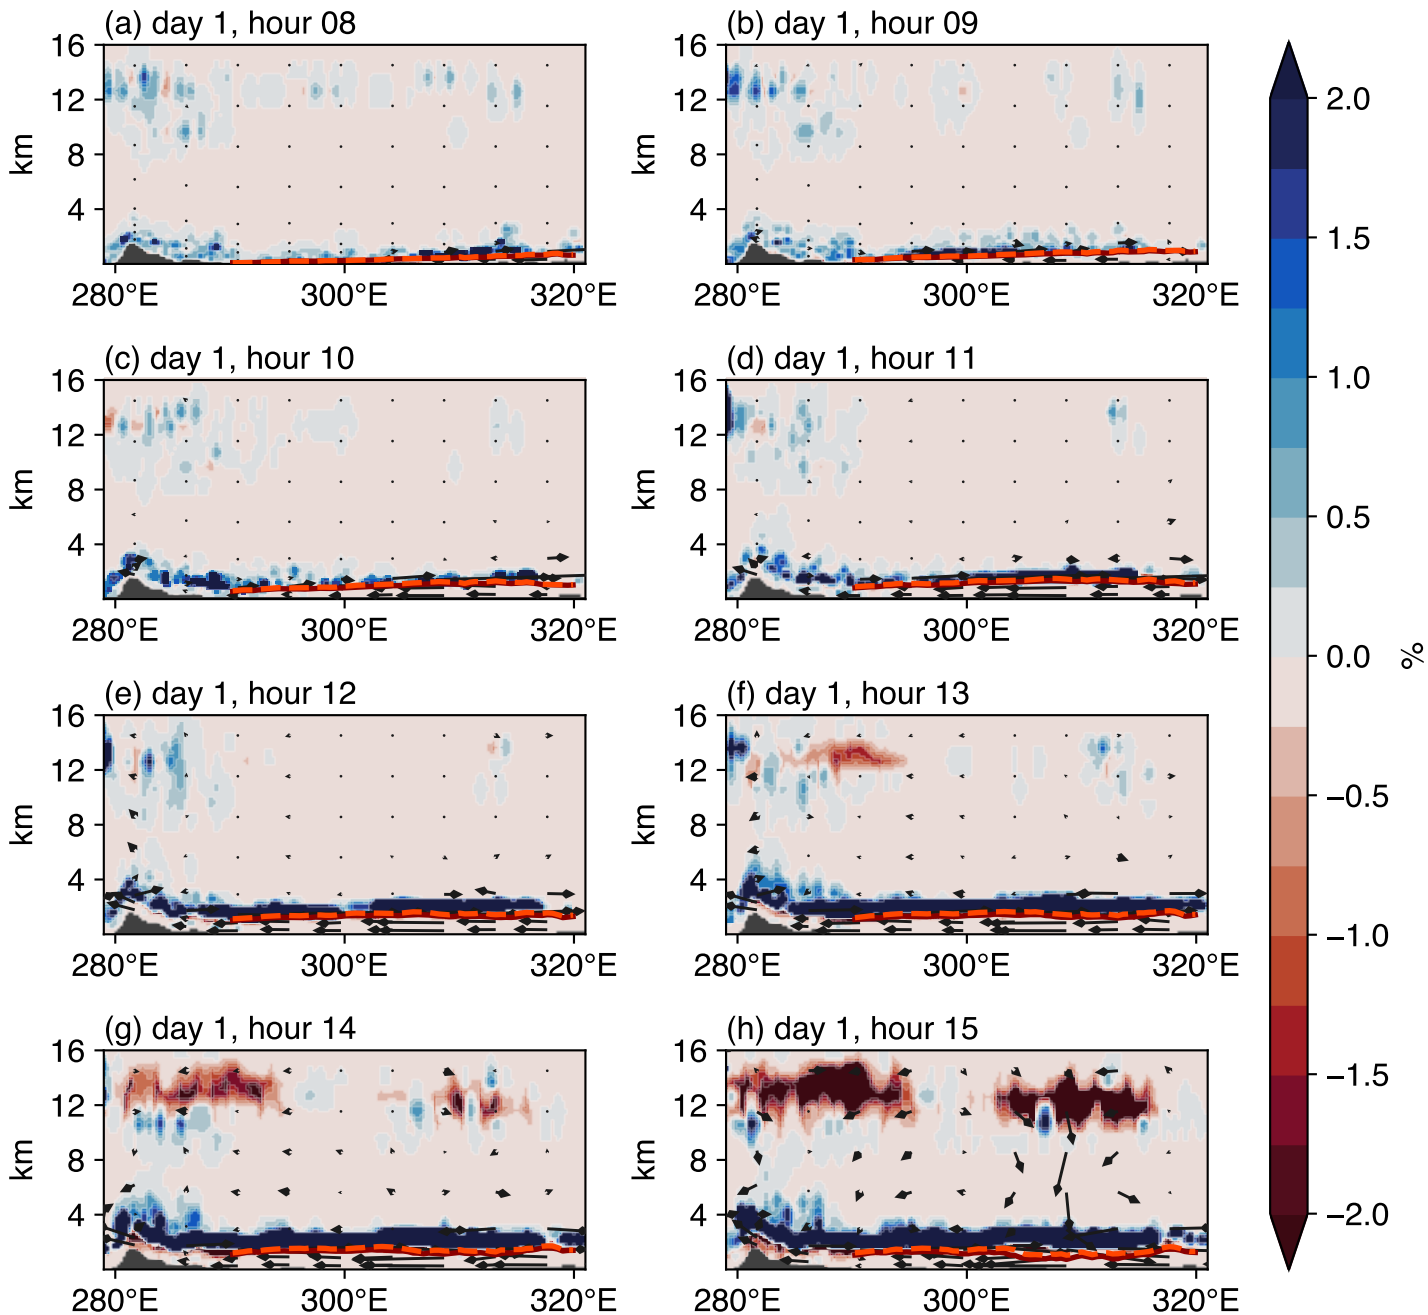 (a) day 1, hour 08
16
12
8
4
km
280°E 300°E 320°E
(b) day 1, hour 09
16
12
8
4
km
280°E 300°E 320°E
(c) day 1, hour 10
16
12
8
4
km
280°E 300°E 320°E
(d) day 1, hour 11
16
12
8
4
km
280°E 300°E 320°E
(e) day 1, hour 12
16
12
8
4
km
280°E 300°E 320°E
(f) day 1, hour 13
16
12
8
4
km
280°E 300°E 320°E
(g) day 1, hour 14
16
12
8
4
km
280°E 300°E 320°E
(h) day 1, hour 15
16
12
8
4
km
280°E 300°E 320°E
2.0
1.5
1.0
0.5
0.0
−0.5
−1.0
−1.5
−2.0
%